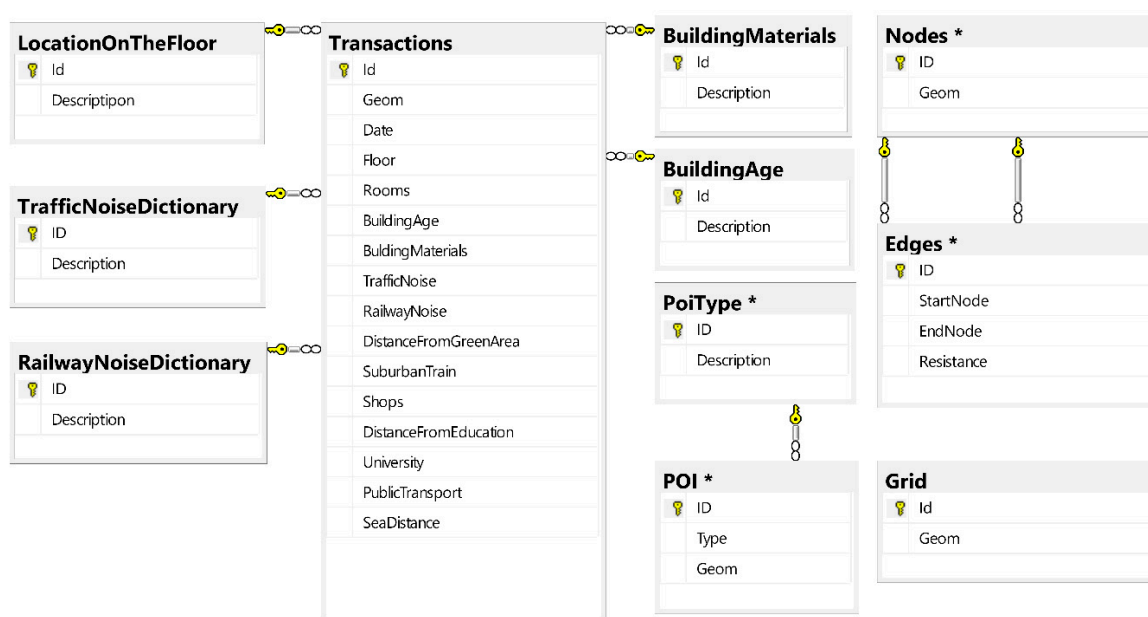 LocationOnTheFloor
Id
Descriptipon
TrafficNoiseDictionary
ID
Description
RailwayNoiseDictionary
ID
Description
Transactions
Id
Geom
Date
Floor
Rooms
BuildingAge
BuldingMaterials
TrafficNoise
RailwayNoise
DistanceFromGreenArea
SuburbanTrain
Shops
DistanceFromEducation
University
PublicTransport
SeaDistance
BuildingMaterials
Id
Description
BuildingAge
Id
Description
PoiType *
ID
Description
POI *
ID
Type
Geom
Nodes *
ID
Geom
Edges *
ID
StartNode
EndNode
Resistance
Grid
Id
Geom